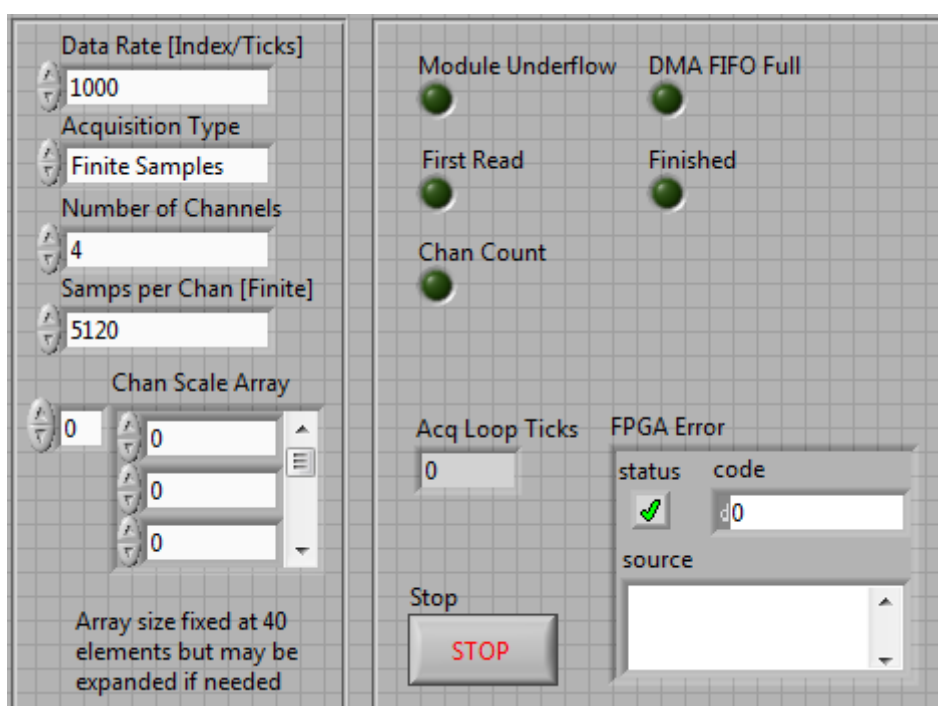 Data Rate [Index/Ticks]
1000
Acquisition Type
Finite Samples
Number of Channels
4
Samps per Chan [Finite]
5120
Chan Scale Array
0
0
0
0
Array size fixed at 40
elements but may be
expanded if needed
Module Underflow
DMA FIFO Full
First Read
Finished
Chan Count
Acq Loop Ticks
0
FPGA Error
status
code
d0
source
Stop
STOP